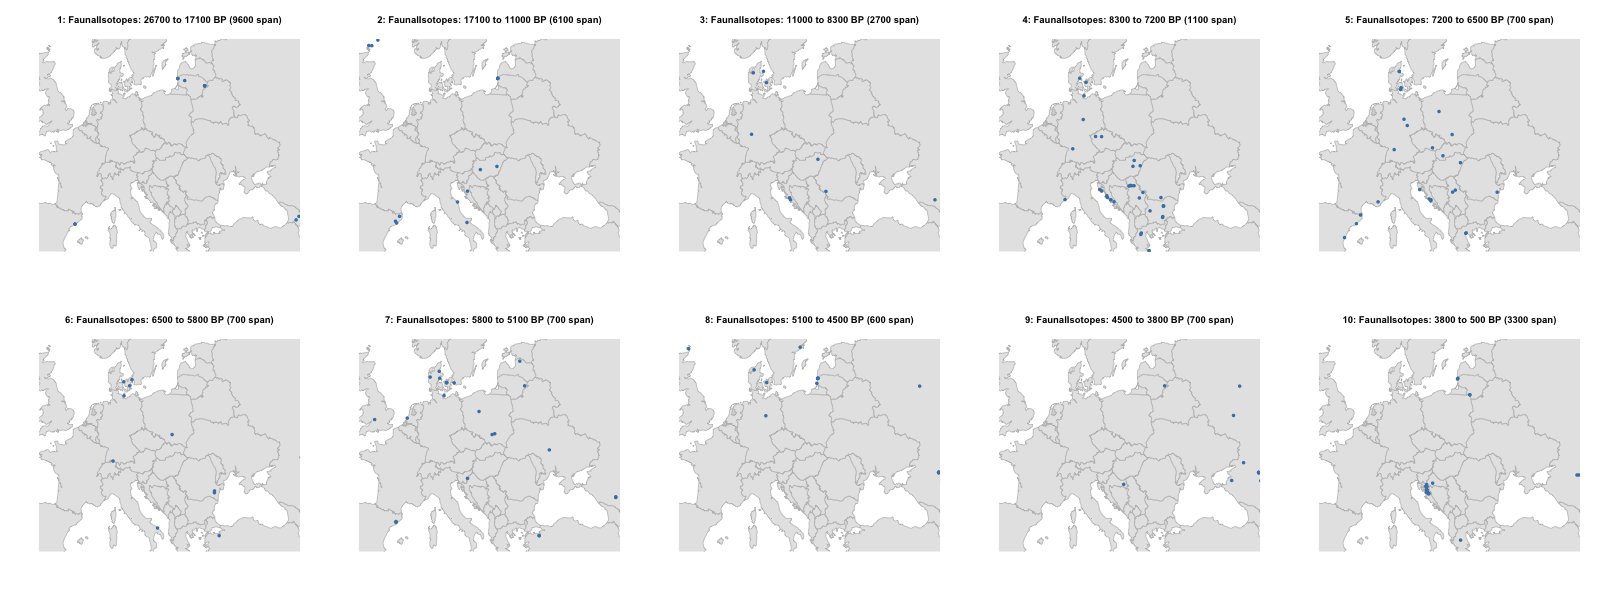 1: FaunalIsotopes: 26700 to 17100 BP (9600 span)
2: FaunalIsotopes: 17100 to 11000 BP (6100 span)
3: FaunalIsotopes: 11000 to 8300 BP (2700 span)
4: FaunalIsotopes: 8300 to 7200 BP (1100 span)
5: FaunalIsotopes: 7200 to 6500 BP (700 span)
6: FaunalIsotopes: 6500 to 5800 BP (700 span)
7: FaunalIsotopes: 5800 to 5100 BP (700 span)
8: FaunalIsotopes: 5100 to 4500 BP (600 span)
9: FaunalIsotopes: 4500 to 3800 BP (700 span)
10: FaunalIsotopes: 3800 to 500 BP (3300 span)